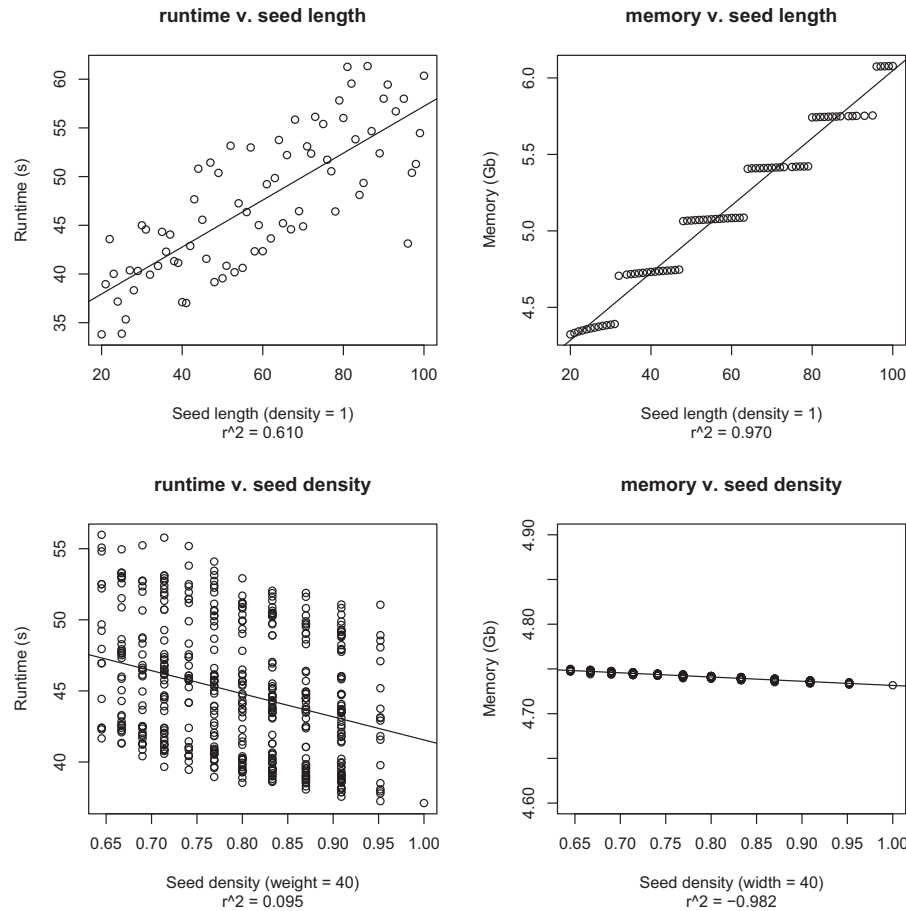 runtime v. seed length
Runtime (s)
60
55
50
45
40
35
20 40 60 80 100
Seed length (density = 1)
r^2 = 0.610
memory v. seed length
Memory (Gb)
6.0
5.5
5.0
4.5
20 40 60 80 100
Seed length (density = 1)
r^2 = 0.970
runtime v. seed density
Runtime (s)
55
50
45
40
0.65 0.70 0.75 0.80 0.85 0.90 0.95 1.00
Seed density (weight = 40)
r^2 = 0.095
memory v. seed density
Memory (Gb)
4.90
4.80
4.70
4.60
0.65 0.70 0.75 0.80 0.85 0.90 0.95 1.00
Seed density (width = 40)
r^2 = −0.982